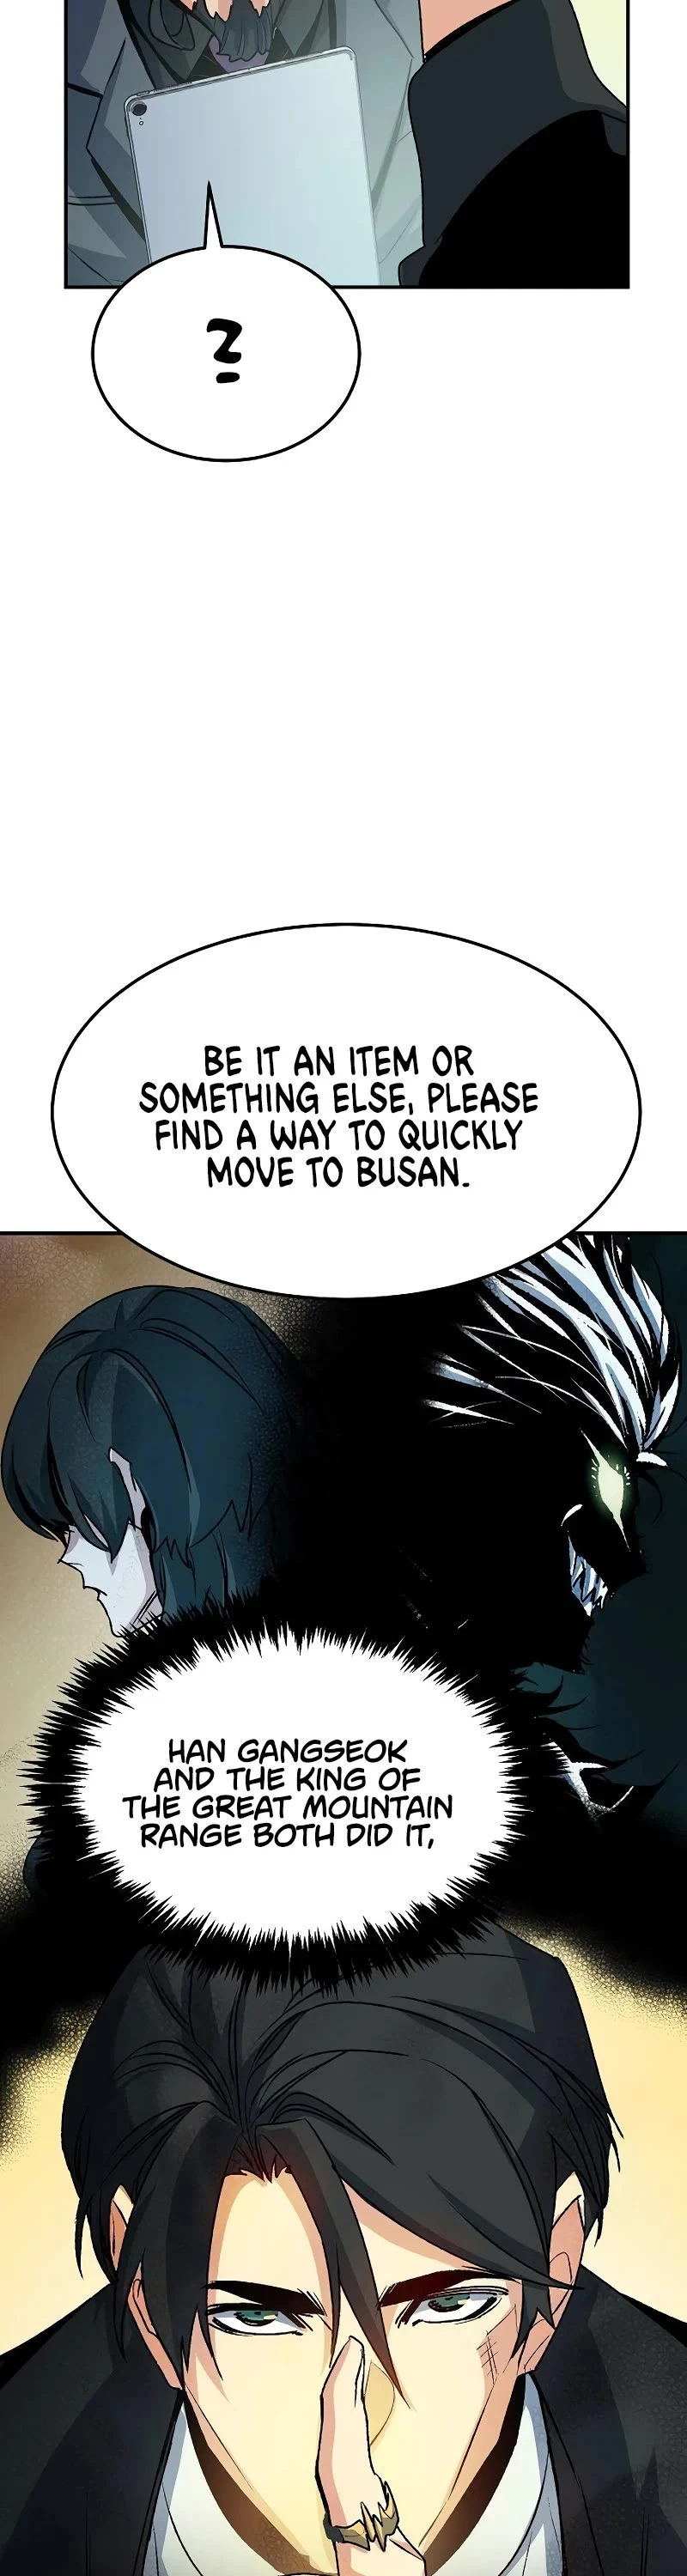 ?
BE IT AN ITEM OR
SOMETHING ELSE, PLEASE
FIND A WAY TO QUICKLY
MOVE TO BUSAN.
HAN GANGSEOK
AND THE KING OF
THE GREAT MOUNTAIN
RANGE BOTH DID IT,